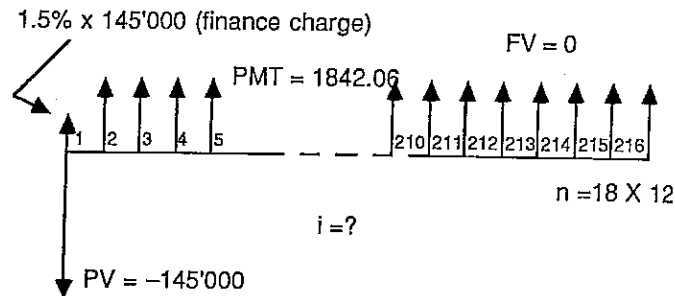 1.5% x 145'000 (finance charge)
FV = 0
PMT = 1842.06
1 2 3 4 5 210 211 212 213 214 215 216
n =18 X 12
i =?
PV = −145'000